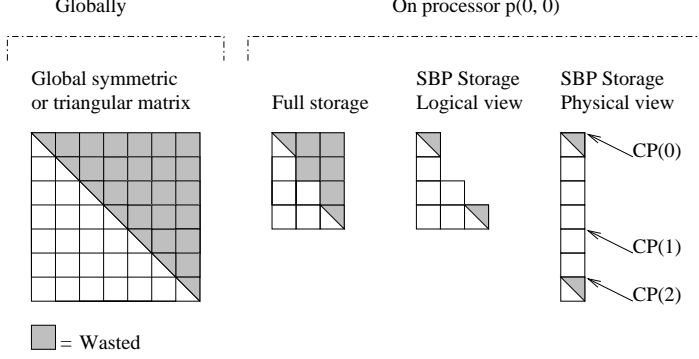 Globally
On processor p(0, 0)
Global symmetric
or triangular matrix
Full storage
SBP Storage
Logical view
SBP Storage
Physical view
CP(0)
CP(1)
CP(2)
= Wasted